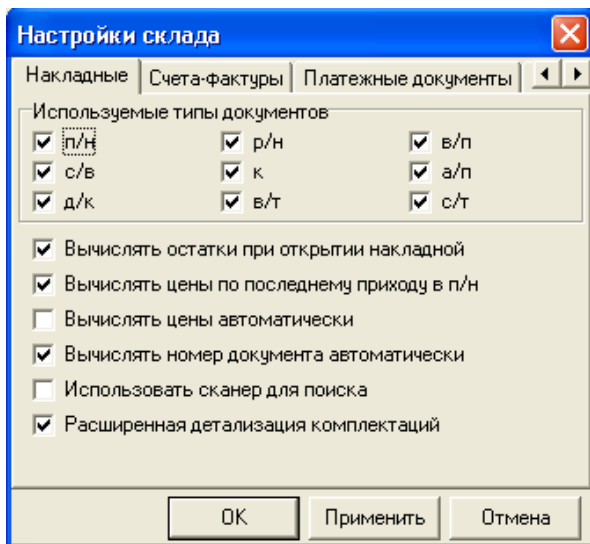 Настройки склада
Накладные Счета-фактуры Платежные документы
Используемые типы документов
п/н р/н в/п
с/в к а/п
д/к в/т с/т
Вычислять остатки при открытии накладной
Вычислять цены по последнему приходу в п/н
Вычислять цены автоматически
Вычислять номер документа автоматически
Использовать сканер для поиска
Расширенная детализация комплектаций
ОК Применить Отмена